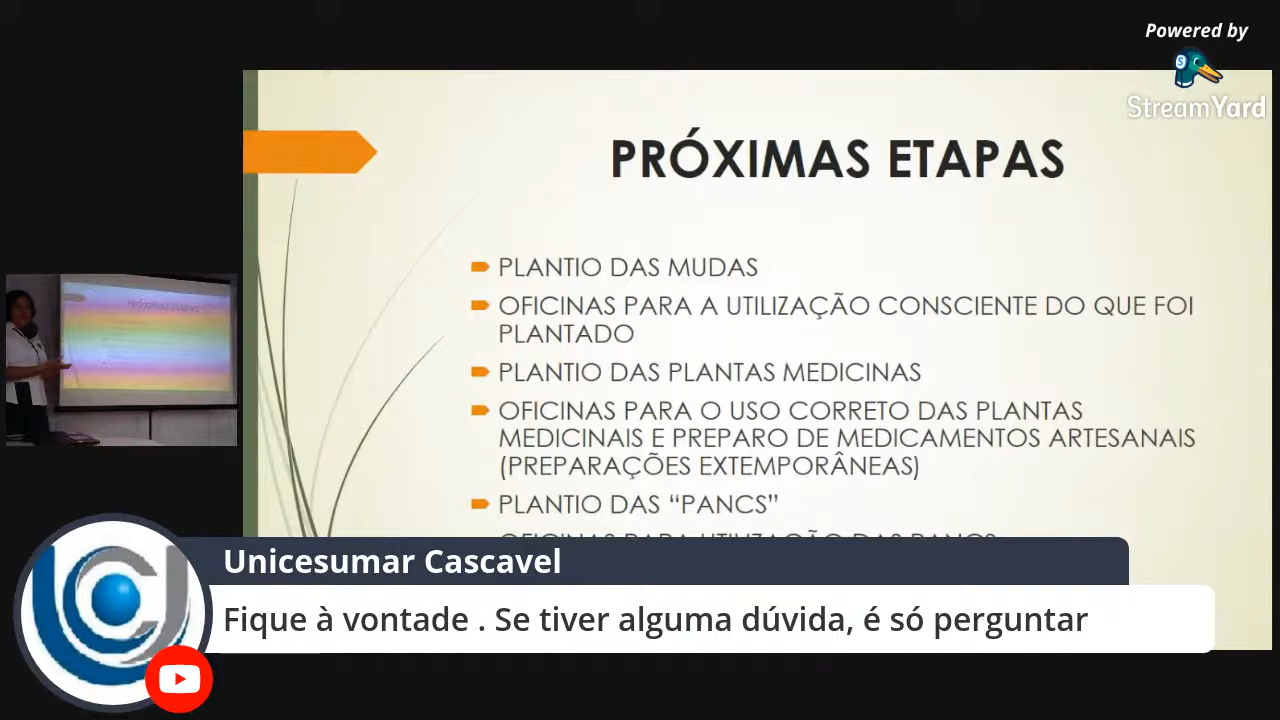 Powered by
StreamYard
PRÓXIMAS ETAPAS
PLANTIO DAS MUDAS
OFICINAS PARA A UTILIZAÇÃO CONSCIENTE DO QUE FOI
PLANTADO
PLANTIO DAS PLANTAS MEDICINAS
OFICINAS PARA O USO CORRETO DAS PLANTAS
MEDICINAIS E PREPARO DE MEDICAMENTOS ARTESANAIS
(PREPARAÇÕES EXTEMPORÂNEAS)
PLANTIO DAS “PANCS”
OFICINAS PARA UTILIZAÇÃO DAS PANCS
PRÓXIMAS ETAPAS
Unicesumar Cascavel
Fique à vontade . Se tiver alguma dúvida, é só perguntar